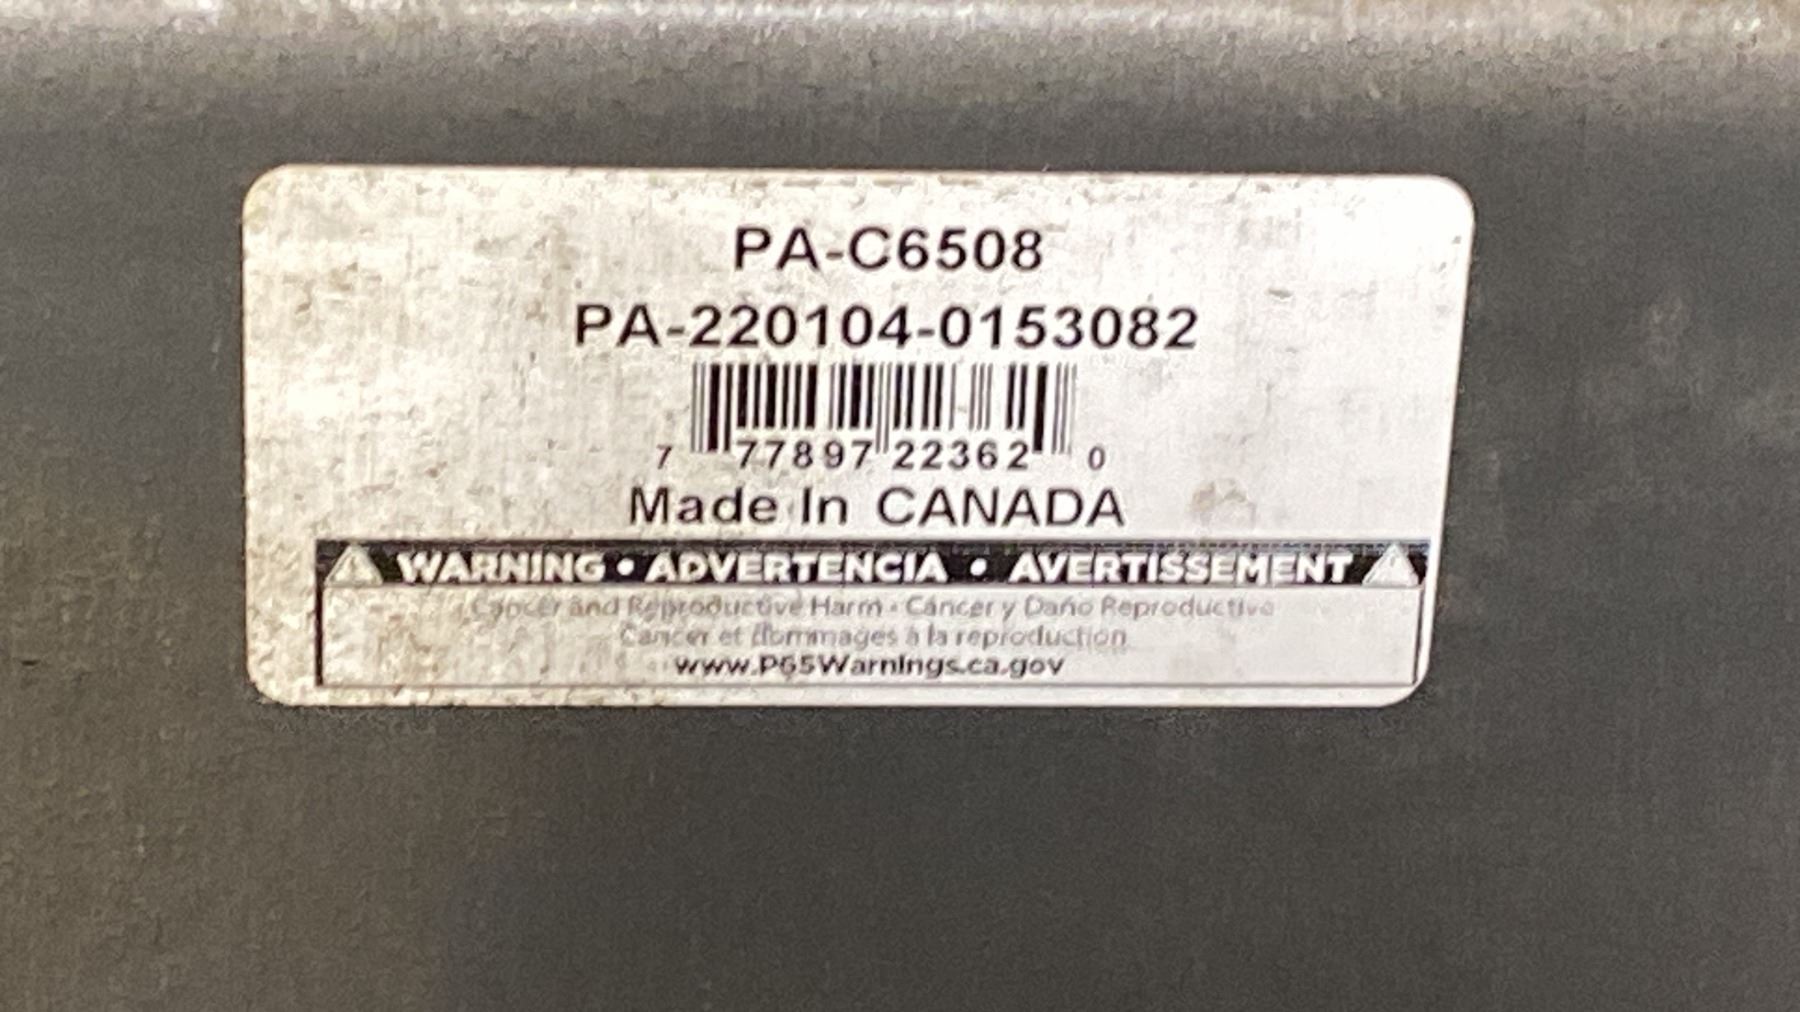 PA-C6508
PA-220104-0153082
7 77897 22362 0
Made In CANADA
WARNING • ADVERTENCIA • AVERTISSEMENT
Cancer and Reproductive Harm - Cáncer y Daño Reproductivo
Cancer et dommages à la reproduction
www.P65Warnings.ca.gov